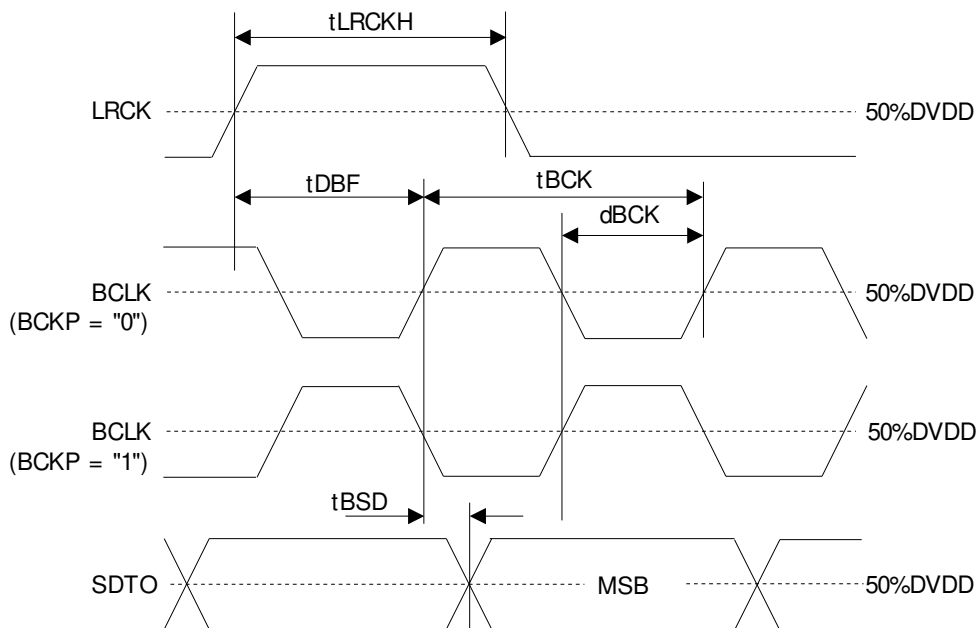 tLRCKH
LRCK
50%DVDD
tDBF
tBCK
dBCK
BCLK
(BCKP = "0")
50%DVDD
BCLK
(BCKP = "1")
50%DVDD
tBSD
SDTO
MSB
50%DVDD